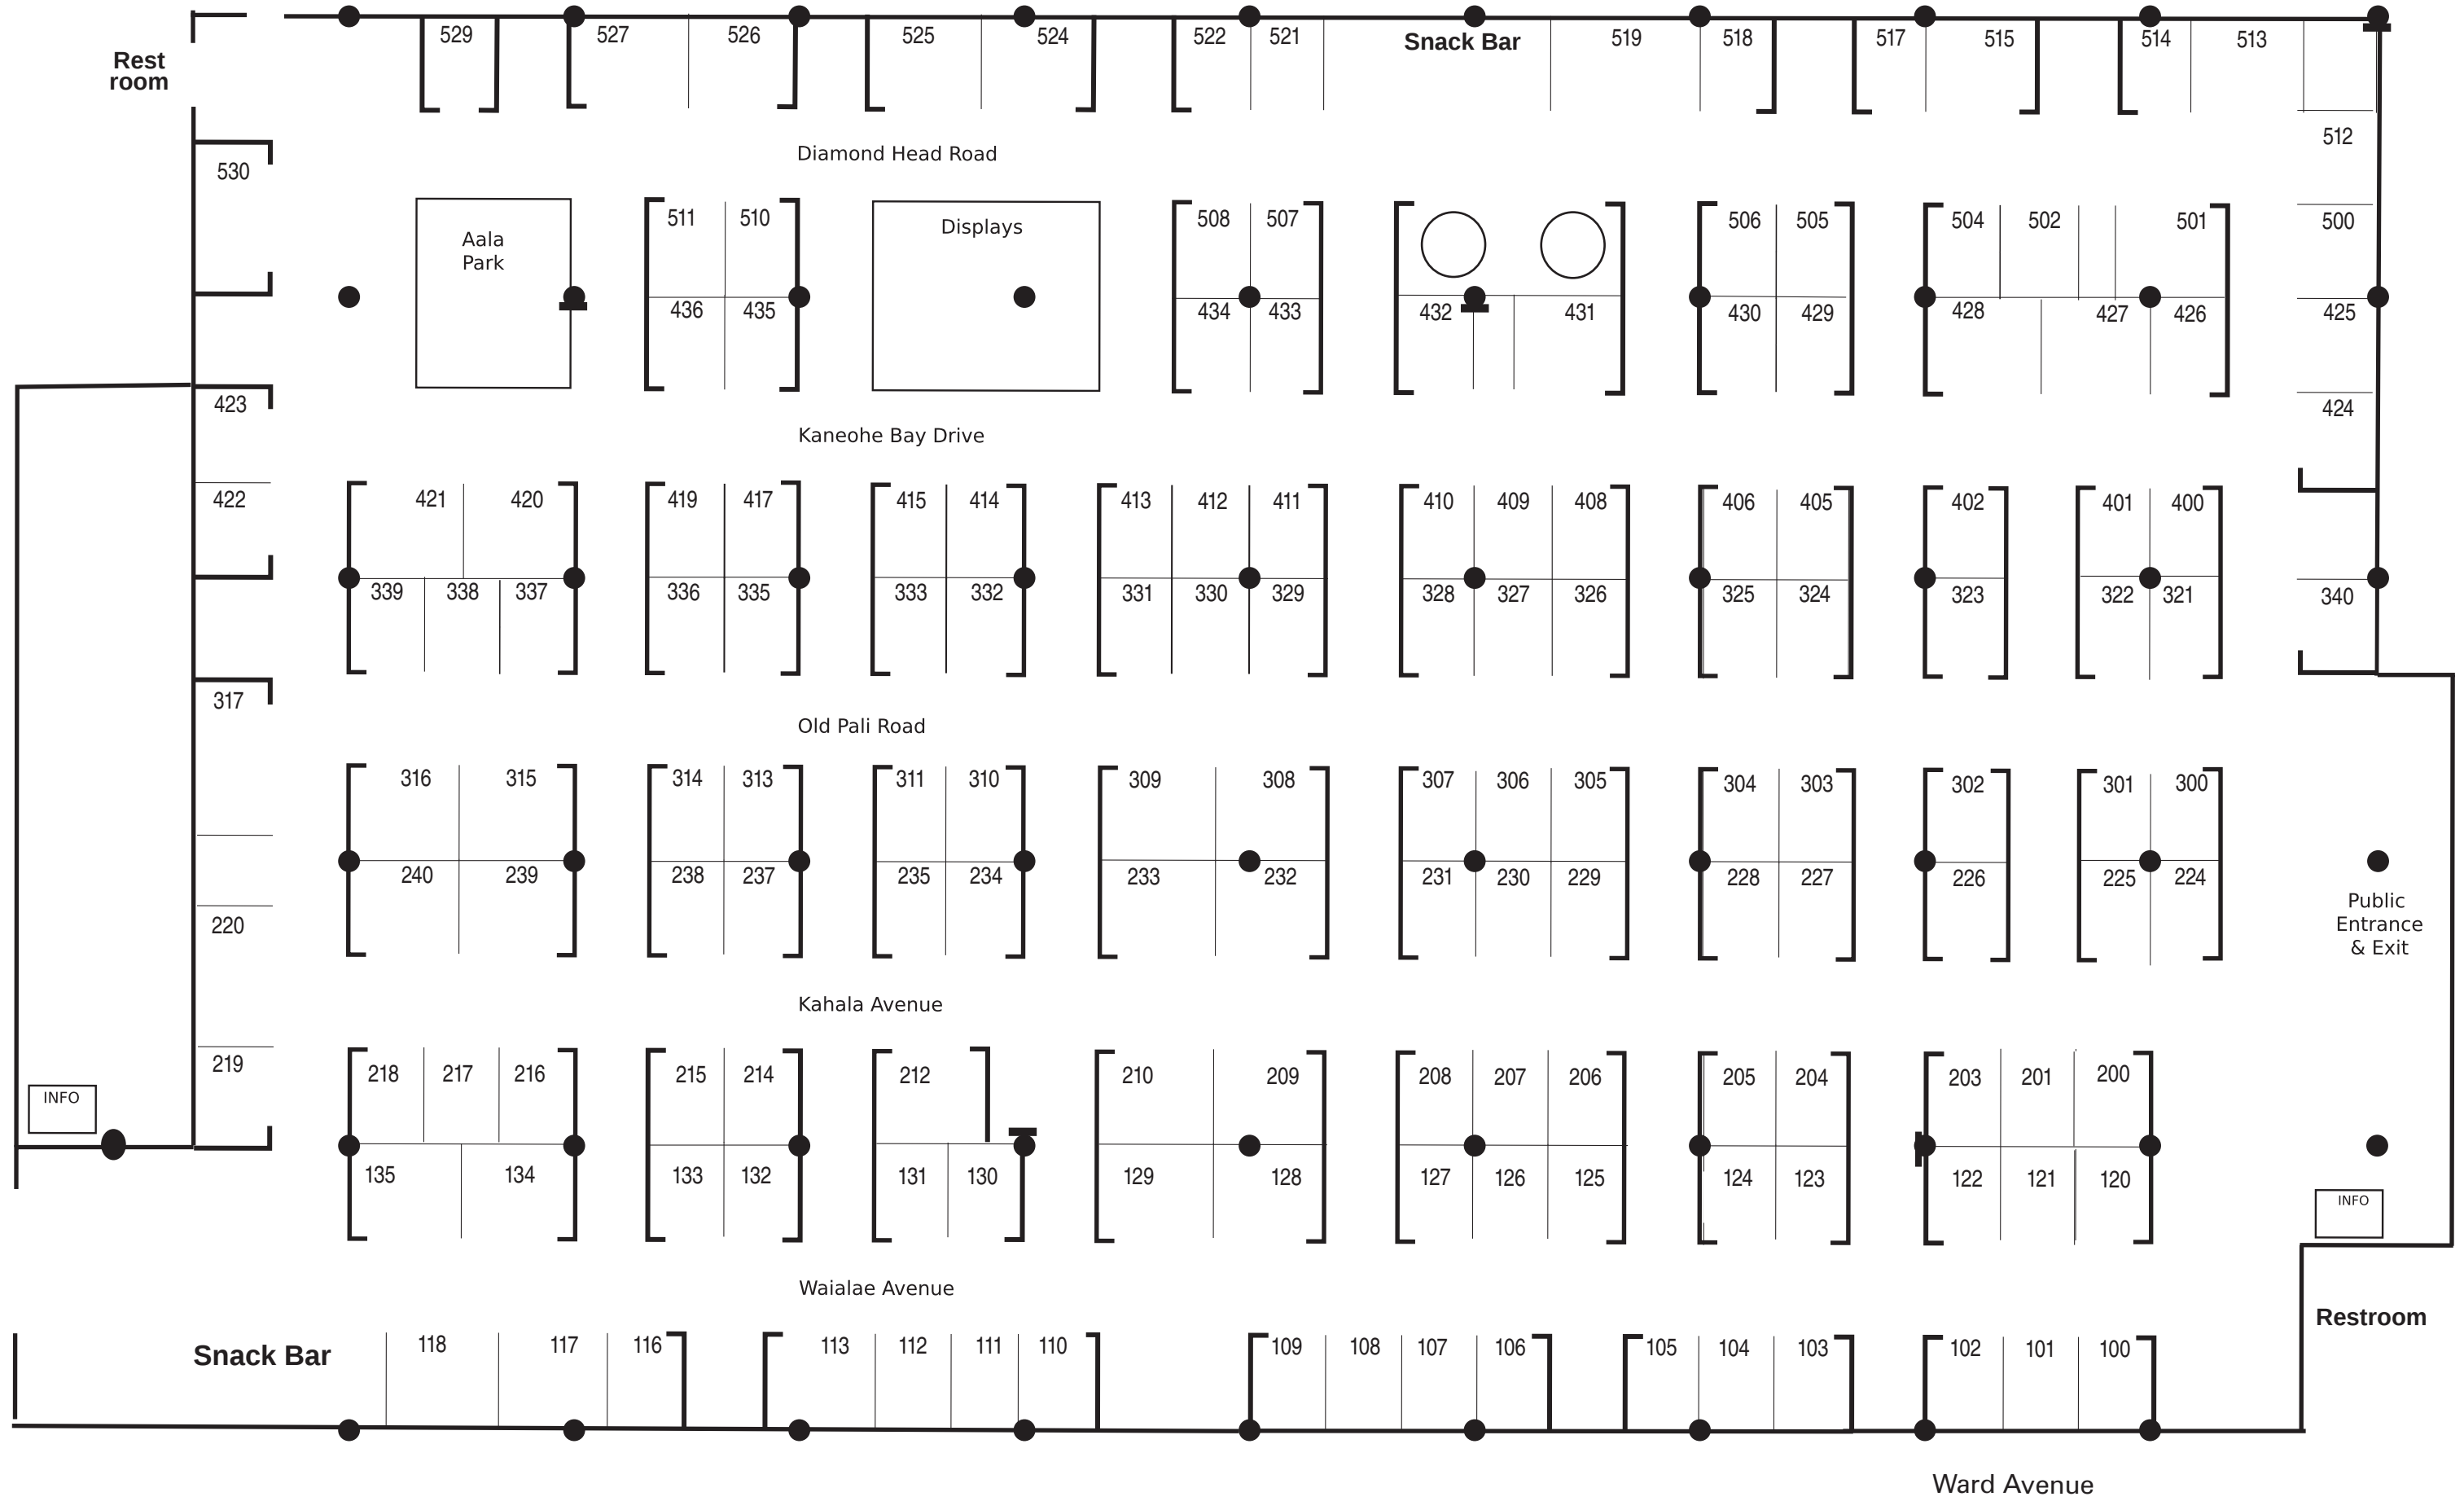 529 527 526 525 524 522 521 Snack Bar 519 518 517 515 514 513
Rest
room
512
Diamond Head Road
530
511 510 508 507 506 505 504 502 501 500
Aala
Park
Displays
436 435 434 433 432 431 430 429 428 427 426 425
423 424
Kaneohe Bay Drive
422 421 420 419 417 415 414 413 412 411 410 409 408 406 405 402 401 400
339 338 337 336 335 333 332 331 330 329 328 327 326 325 324 323 322 321 340
317
Old Pali Road
316 315 314 313 311 310 309 308 307 306 305 304 303 302 301 300
240 239 238 237 235 234 233 232 231 230 229 228 227 226 225 224
Public
Entrance
& Exit
220
Kahala Avenue
219 218 217 216 215 214 212 210 209 208 207 206 205 204 203 201 200
INFO
135 134 133 132 131 130 129 128 127 126 125 124 123 122 121 120
INFO
Waialae Avenue
Restroom
Snack Bar 118 117 116 113 112 111 110 109 108 107 106 105 104 103 102 101 100
Ward Avenue